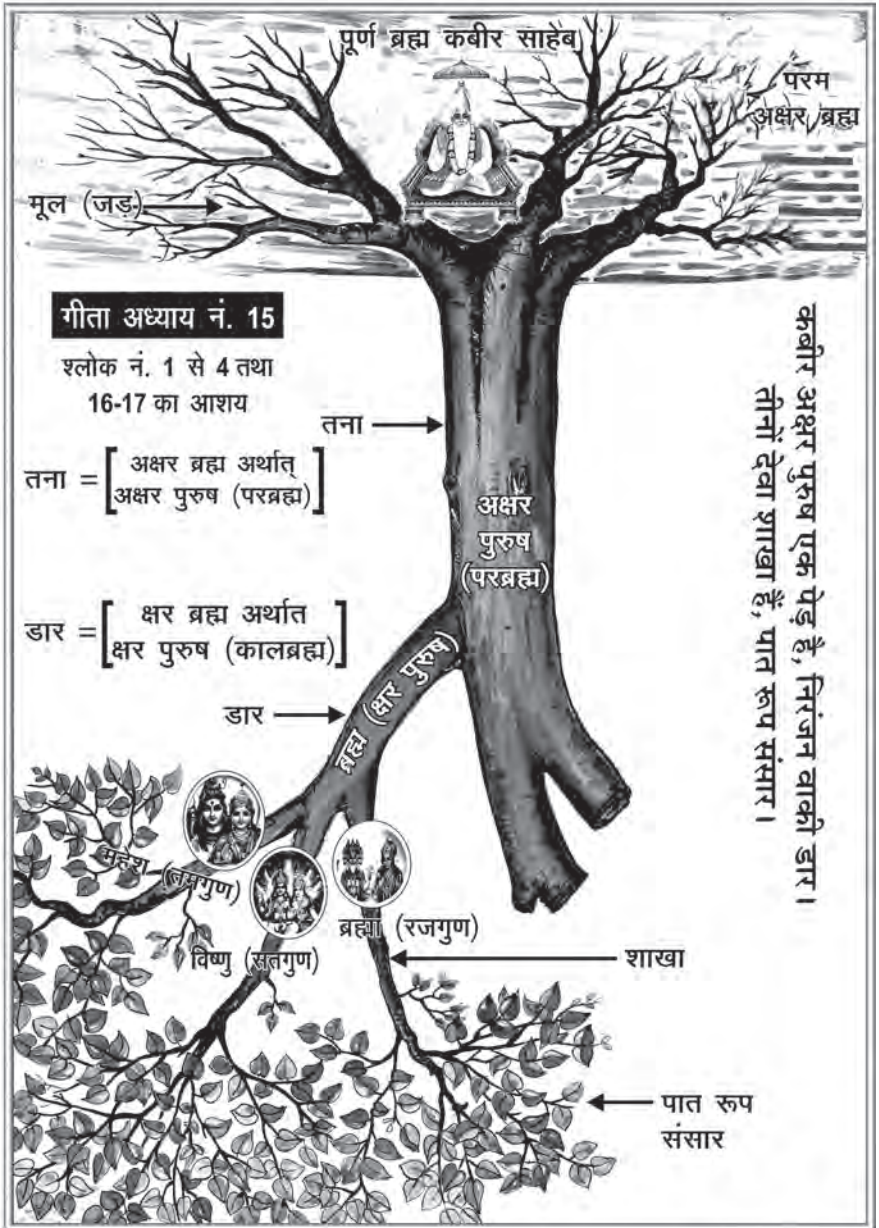 पूर्ण ब्रह्म कबीर साहेब
परम
अक्षर ब्रह्म
मूल (जड़)
गीता अध्याय नं. 15
श्लोक नं. 1 से 4 तथा
16-17 का आशय
तना
तना = [अक्षर ब्रह्म अर्थात्
अक्षर पुरुष (परब्रह्म)]
अक्षर
पुरुष
(परब्रह्म)
डार = [क्षर ब्रह्म अर्थात
क्षर पुरुष (कालब्रह्म)]
डार
ब्रह्म (क्षर पुरुष)
महेश (तमगुण)
विष्णु (सतगुण)
ब्रह्मा (रजगुण)
शाखा
पात रूप
संसार
कबीर अक्षर पुरुष एक पेड़ है, निरंजन वाकी डार।
तीनों देवा शाखा हैं, पात रूप संसार।